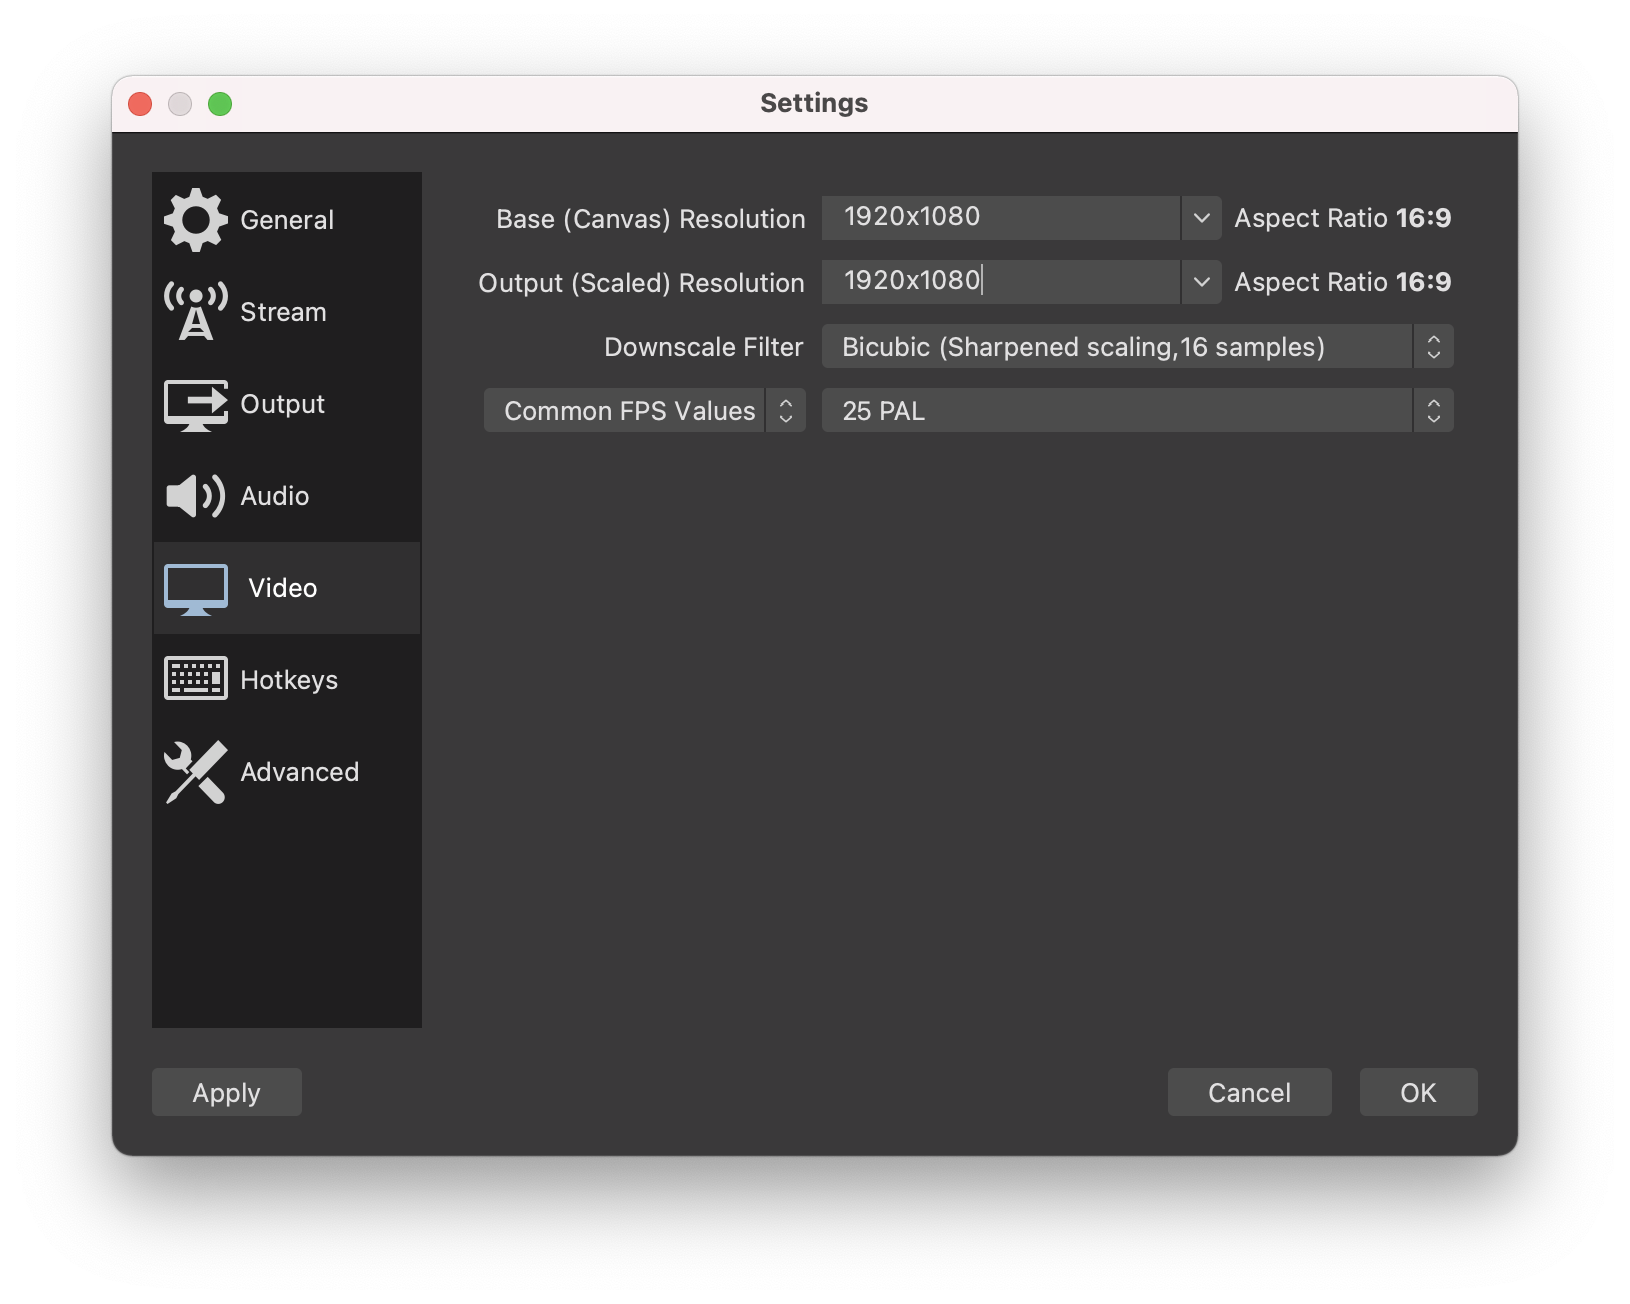 Settings
General
Stream
Output
Audio
Video
Hotkeys
Advanced
Base (Canvas) Resolution 1920x1080 Aspect Ratio 16:9
Output (Scaled) Resolution 1920x1080 Aspect Ratio 16:9
Downscale Filter Bicubic (Sharpened scaling,16 samples)
Common FPS Values 25 PAL
Apply Cancel OK